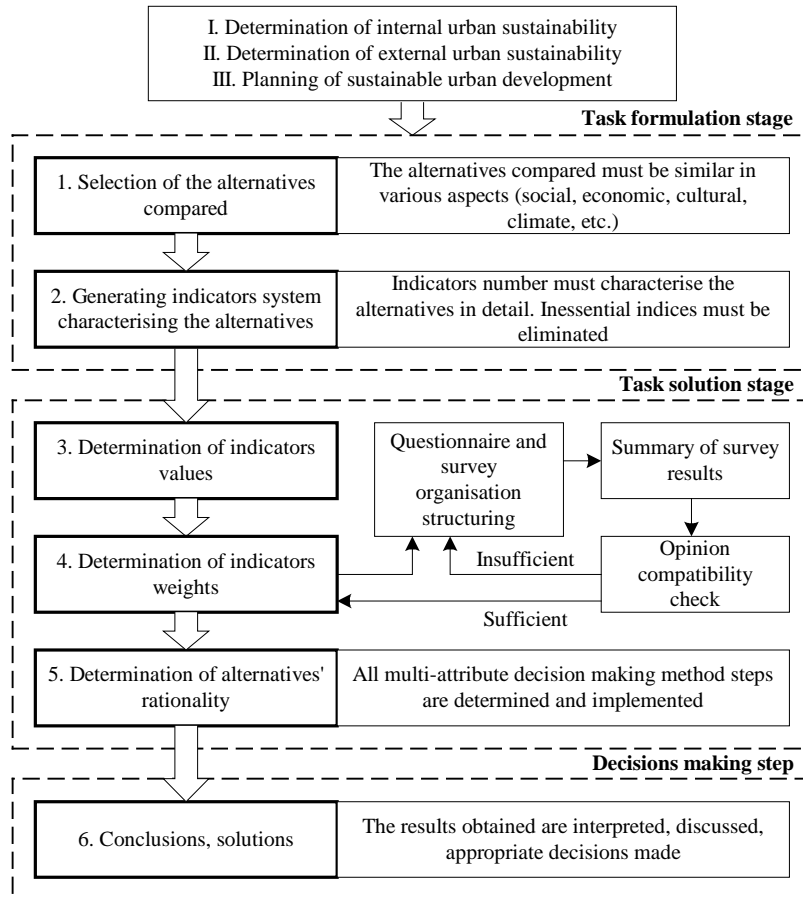 I. Determination of internal urban sustainability
II. Determination of external urban sustainability
III. Planning of sustainable urban development
Task formulation stage
1. Selection of the alternatives
compared
The alternatives compared must be similar in
various aspects (social, economic, cultural,
climate, etc.)
2. Generating indicators system
characterising the alternatives
Indicators number must characterise the
alternatives in detail. Inessential indices must be
eliminated
Task solution stage
3. Determination of indicators
values
Questionnaire and
survey
organisation
structuring
Summary of survey
results
4. Determination of indicators
weights
Insufficient
Opinion
compatibility
check
Sufficient
5. Determination of alternatives'
rationality
All multi-attribute decision making method steps
are determined and implemented
Decisions making step
6. Conclusions, solutions
The results obtained are interpreted, discussed,
appropriate decisions made